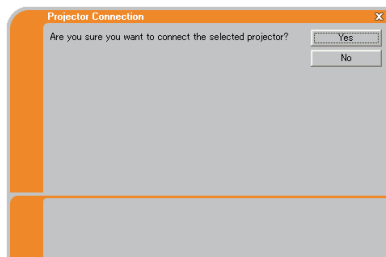 Projector Connection
X
Are you sure you want to connect the selected projector?
Yes
No